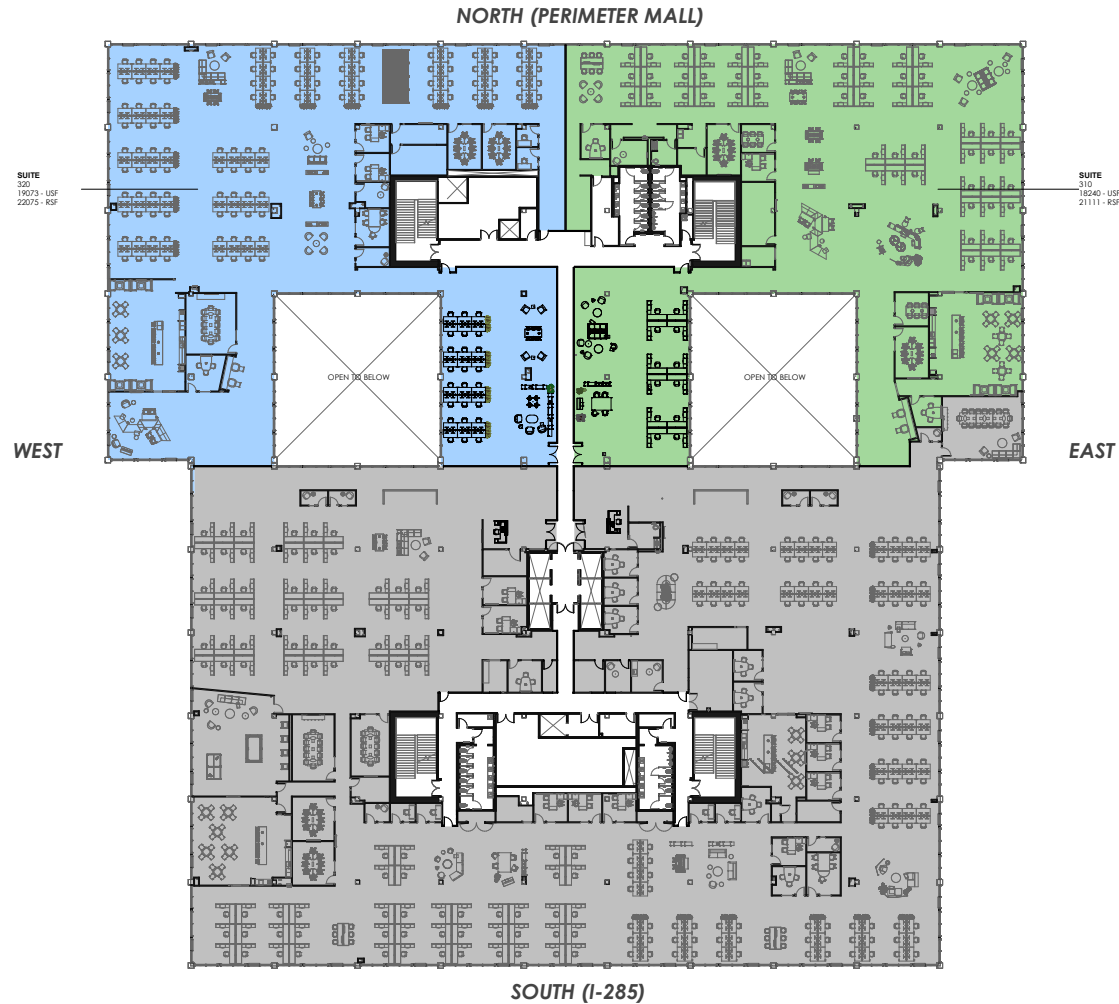 NORTH (PERIMETER MALL)
SUITE
320
19073 - USF
22075 - RSF
SUITE
310
18240 - USF
21111 - RSF
OPEN TO BELOW
OPEN TO BELOW
WEST
EAST
SOUTH (I-285)